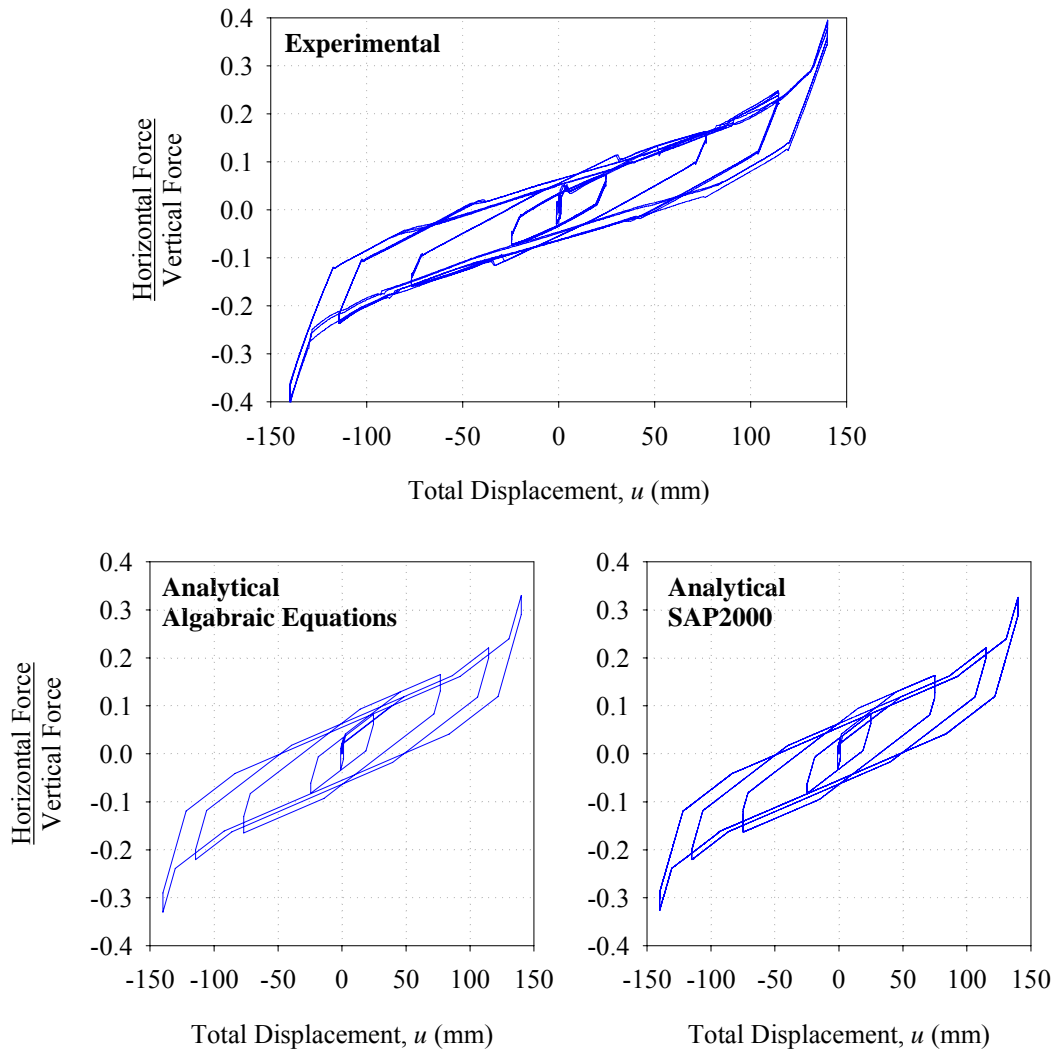 Experimental
0.4
0.3
0.2
0.1
0.0
-0.1
-0.2
-0.3
-0.4
Horizontal Force
Vertical Force
-150 -100 -50 0 50 100 150
Total Displacement, u (mm)
Analytical
Algabraic Equations
0.4
0.3
0.2
0.1
0.0
-0.1
-0.2
-0.3
-0.4
Horizontal Force
Vertical Force
-150 -100 -50 0 50 100 150
Total Displacement, u (mm)
Analytical
SAP2000
0.4
0.3
0.2
0.1
0.0
-0.1
-0.2
-0.3
-0.4
-150 -100 -50 0 50 100 150
Total Displacement, u (mm)